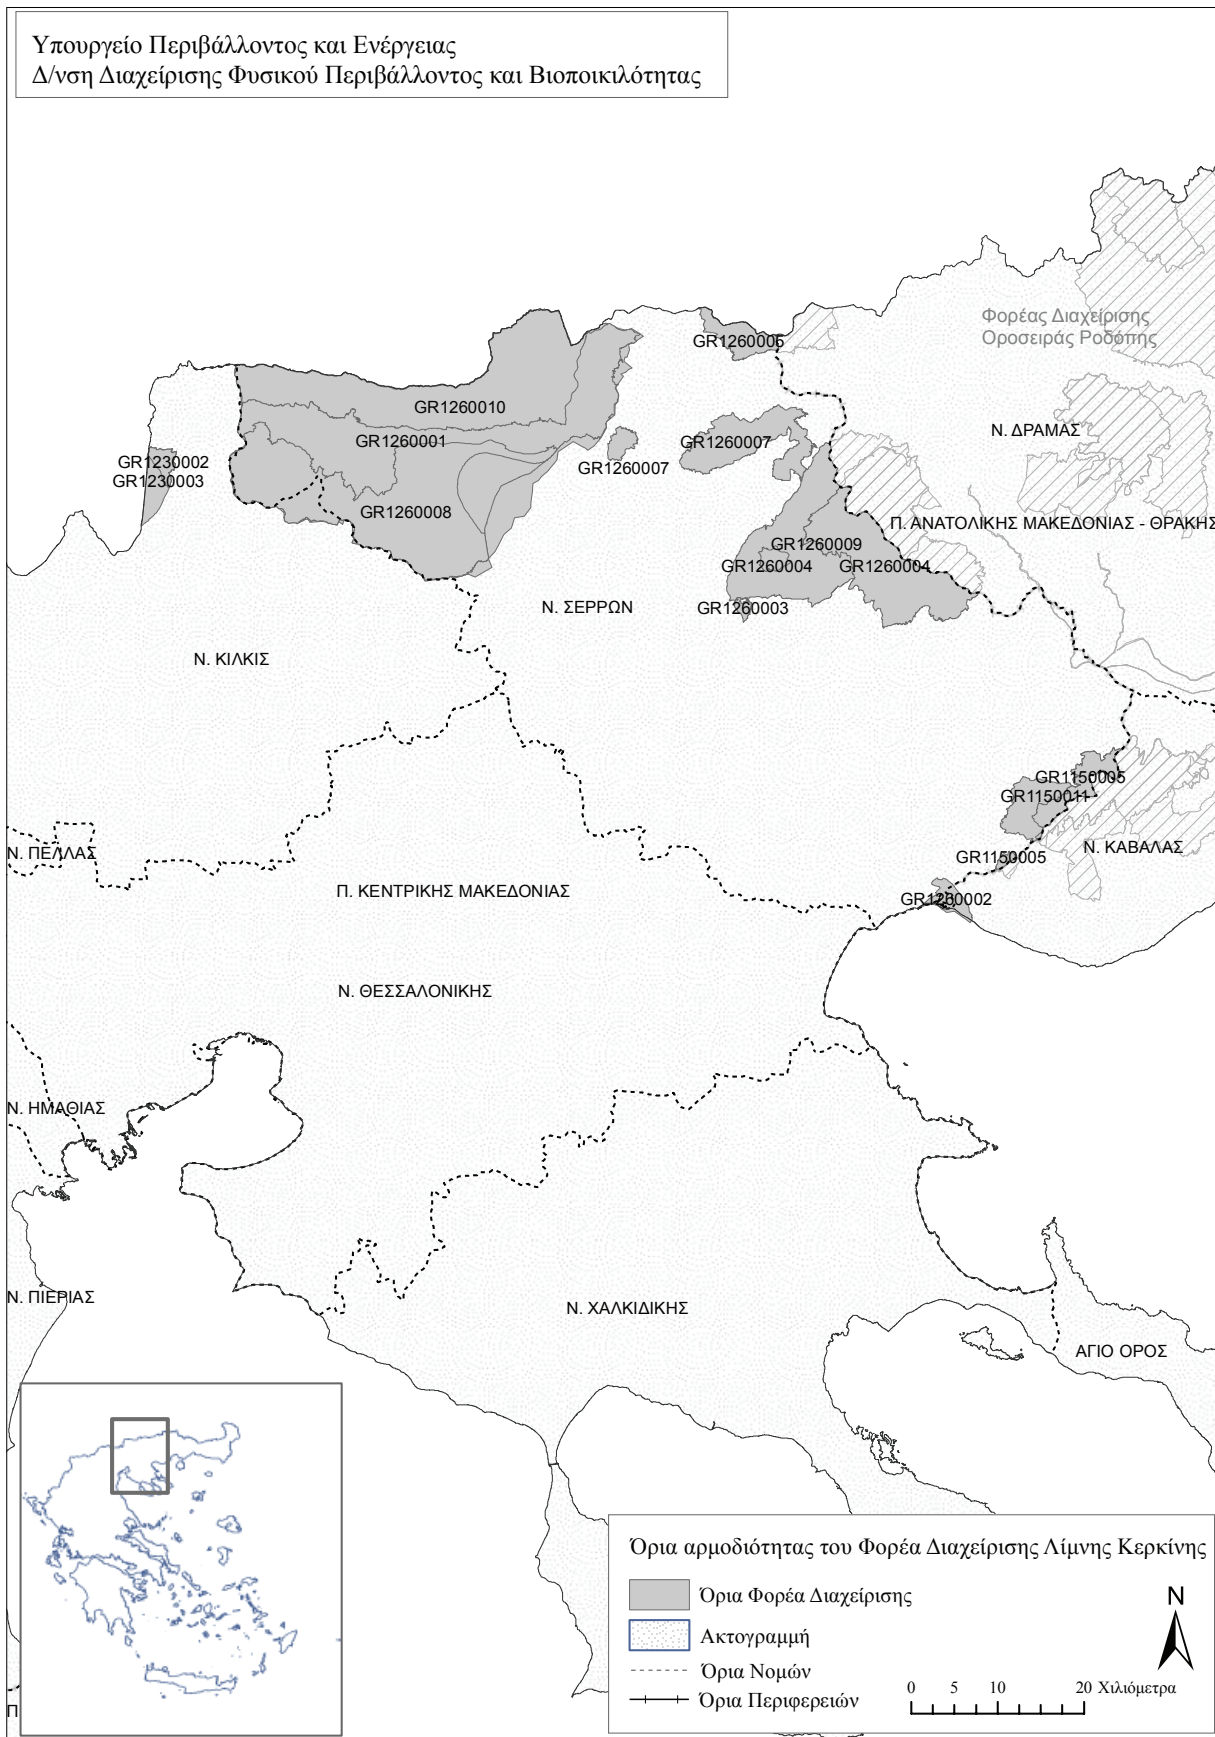 Υπουργείο Περιβάλλοντος και Ενέργειας
Δ/νση Διαχείρισης Φυσικού Περιβάλλοντος και Βιοποικιλότητας
Φορέας Διαχείρισης
Οροσειράς Ροδόπης
GR1260006
GR1260010
Ν. ΔΡΑΜΑΣ
GR1260001
GR1260007
GR1230002
GR1260007
GR1230003
GR1260008
Π. ΑΝΑΤΟΛΙΚΗΣ ΜΑΚΕΔΟΝΙΑΣ - ΘΡΑΚΗΣ
GR1260009
GR1260004
GR1260004
Ν. ΣΕΡΡΩΝ
GR1260003
Ν. ΚΙΛΚΙΣ
GR1150005
GR1150011
Ν. ΠΕΛΛΑΣ
Ν. ΚΑΒΑΛΑΣ
GR1150005
Π. ΚΕΝΤΡΙΚΗΣ ΜΑΚΕΔΟΝΙΑΣ
GR1260002
Ν. ΘΕΣΣΑΛΟΝΙΚΗΣ
Ν. ΗΜΑΘΙΑΣ
Ν. ΠΙΕΡΙΑΣ
Ν. ΧΑΛΚΙΔΙΚΗΣ
ΑΓΙΟ ΟΡΟΣ
Π
Όρια αρμοδιότητας του Φορέα Διαχείρισης Λίμνης Κερκίνης
Όρια Φορέα Διαχείρισης
Ακτογραμμή
Όρια Νομών
Όρια Περιφερειών
N
0 5 10 20 Χιλιόμετρα